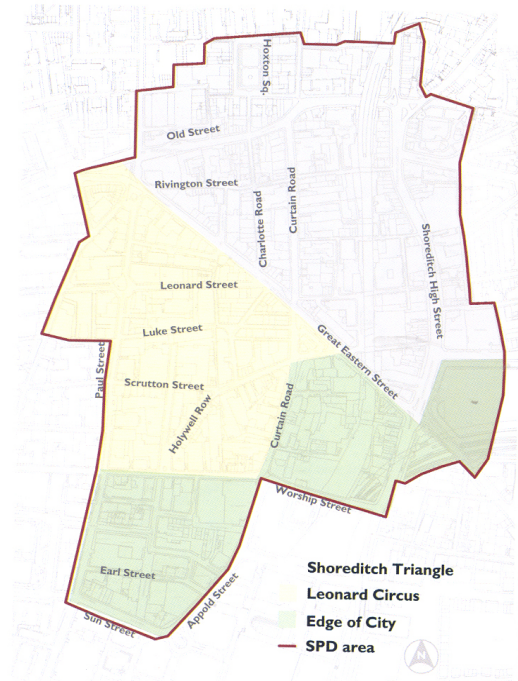 Hoxton Sq.
Old Street
Rivington Street
Charlotte Road
Curtain Road
Shoreditch High Street
Leonard Street
Luke Street
Great Eastern Street
Paul Street
Scrutton Street
Holywell Row
Curtain Road
Worship Street
Earl Street
Appold Street
Sun Street
Shoreditch Triangle
Leonard Circus
Edge of City
SPD area
N